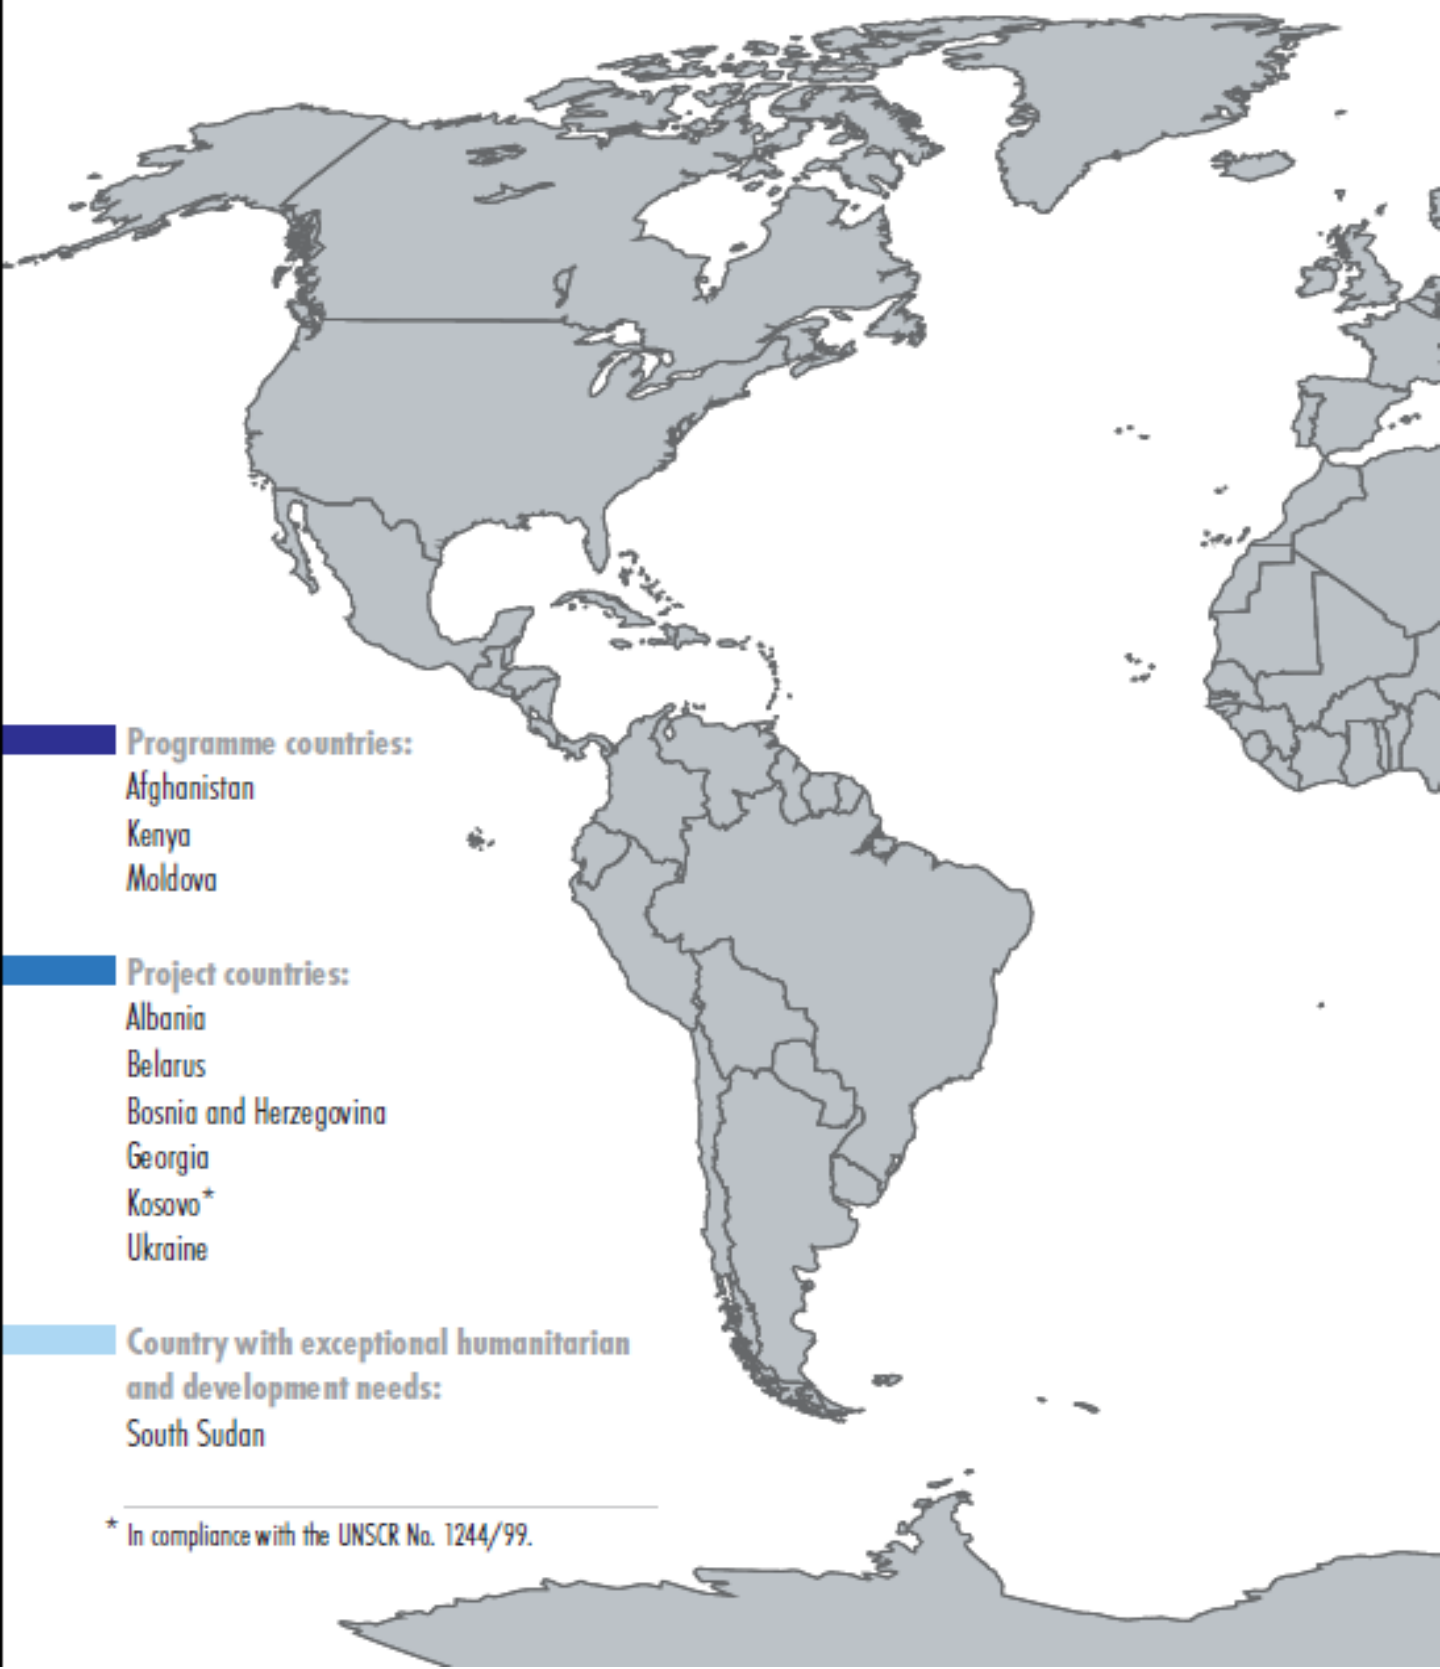 Programme countries:
Afghanistan
Kenya
Moldova
Project countries:
Albania
Belarus
Bosnia and Herzegovina
Georgia
Kosovo*
Ukraine
Country with exceptional humanitarian
and development needs:
South Sudan
* In compliance with the UNSCR No. 1244/99.